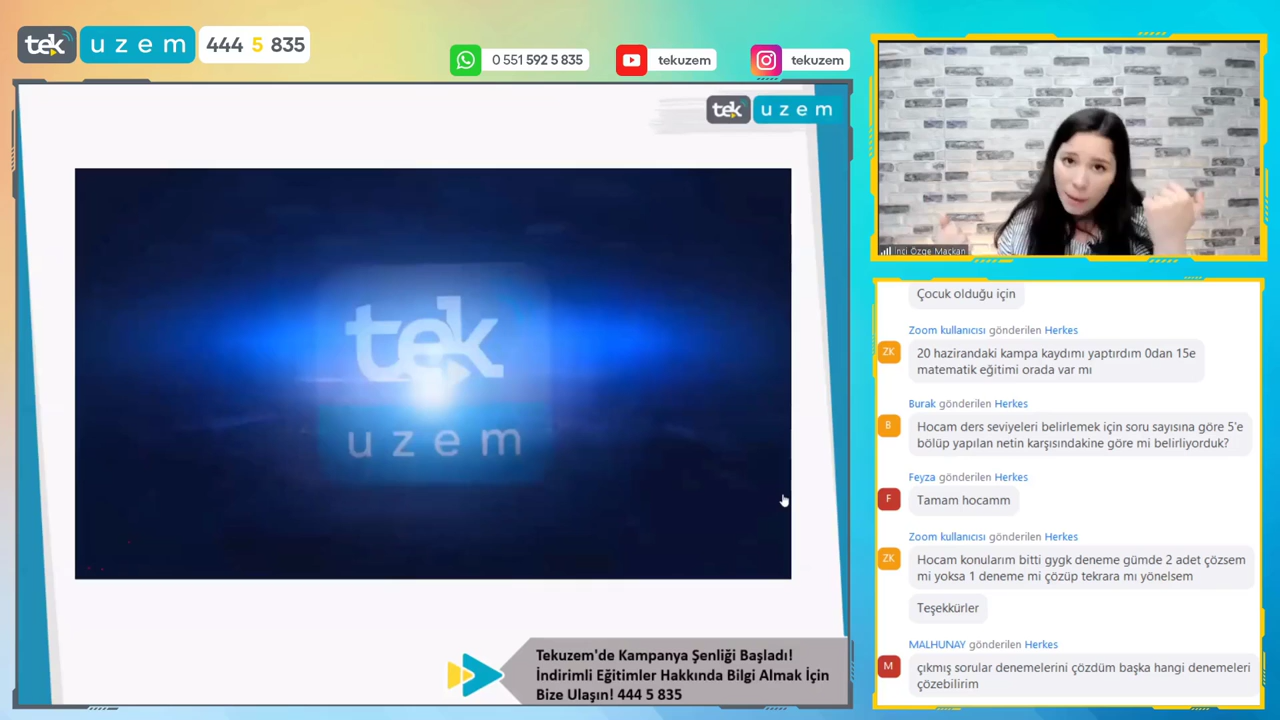 tek uzem 444 5 835
0 551 592 5 835
tekuzem
tekuzem
tek uzem
tek
uzem
İnci Özge Maçkan
Çocuk olduğu için
Zoom kullanıcısı gönderilen Herkes
ZK
20 hazirandaki kampa kaydımı yaptırdım 0dan 15e
matematik eğitimi orada var mı
Burak gönderilen Herkes
B
Hocam ders seviyeleri belirlemek için soru sayısına göre 5'e
bölüp yapılan netin karşısındakine göre mi belirliyorduk?
Feyza gönderilen Herkes
F
Tamam hocamm
Zoom kullanıcısı gönderilen Herkes
ZK
Hocam konularım bitti gygk deneme gümde 2 adet çözsem
mi yoksa 1 deneme mi çözüp tekrara mı yönelsem
Teşekkürler
MALHUNAY gönderilen Herkes
M
çıkmış sorular denemelerini çözdüm başka hangi denemeleri
çözebilirim
Tekuzem'de Kampanya Şenliği Başladı!
İndirimli Eğitimler Hakkında Bilgi Almak İçin
Bize Ulaşın! 444 5 835